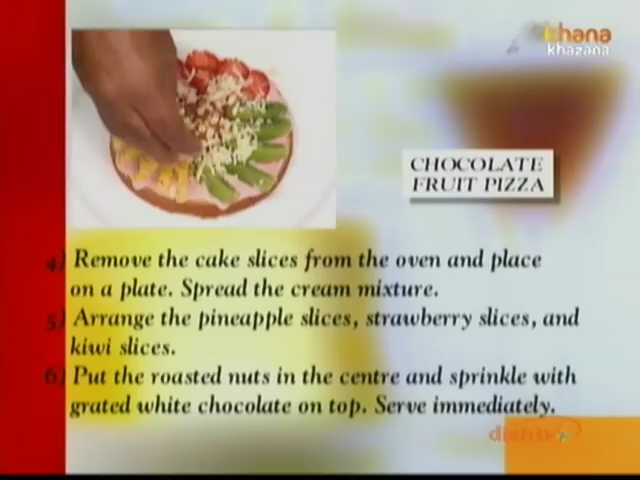 khana
khazana
CHOCOLATE
FRUIT PIZZA
4) Remove the cake slices from the oven and place
on a plate. Spread the cream mixture.
5) Arrange the pineapple slices, strawberry slices, and
kiwi slices.
6) Put the roasted nuts in the centre and sprinkle with
grated white chocolate on top. Serve immediately.